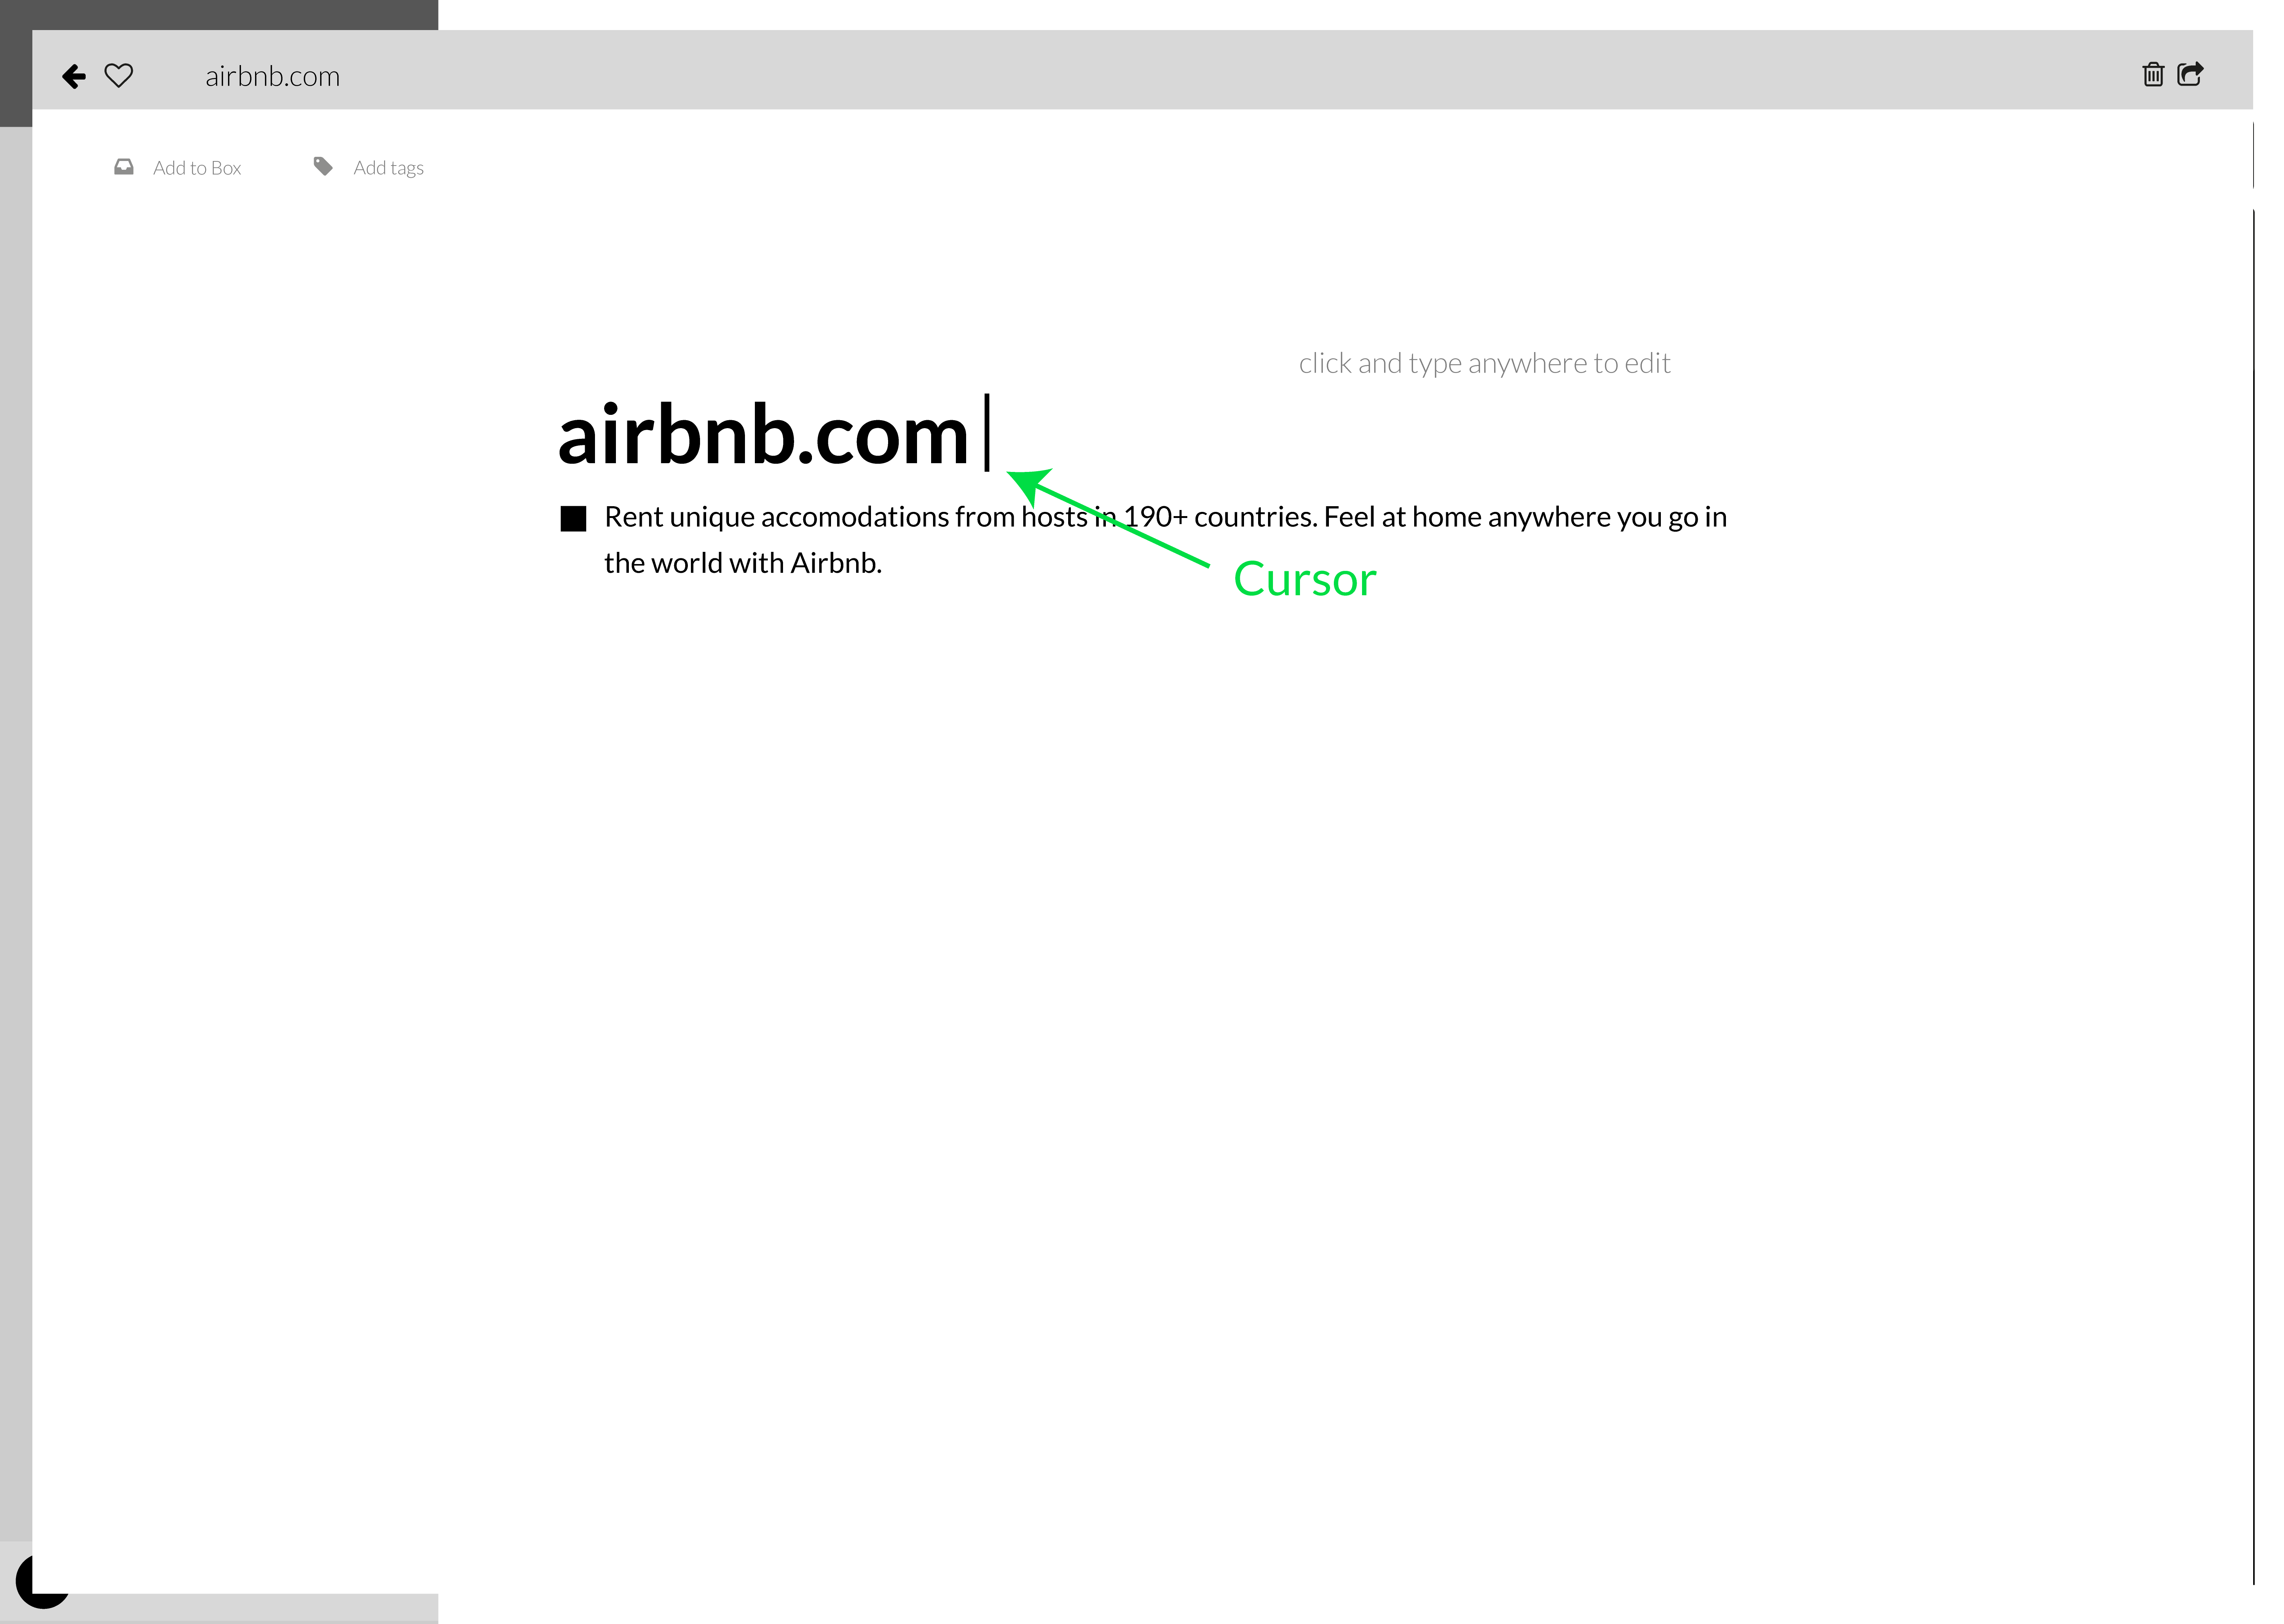 airbnb.com
Add to Box
Add tags
click and type anywhere to edit
airbnb.com
Rent unique accomodations from hosts in 190+ countries. Feel at home anywhere you go in
the world with Airbnb.
Cursor